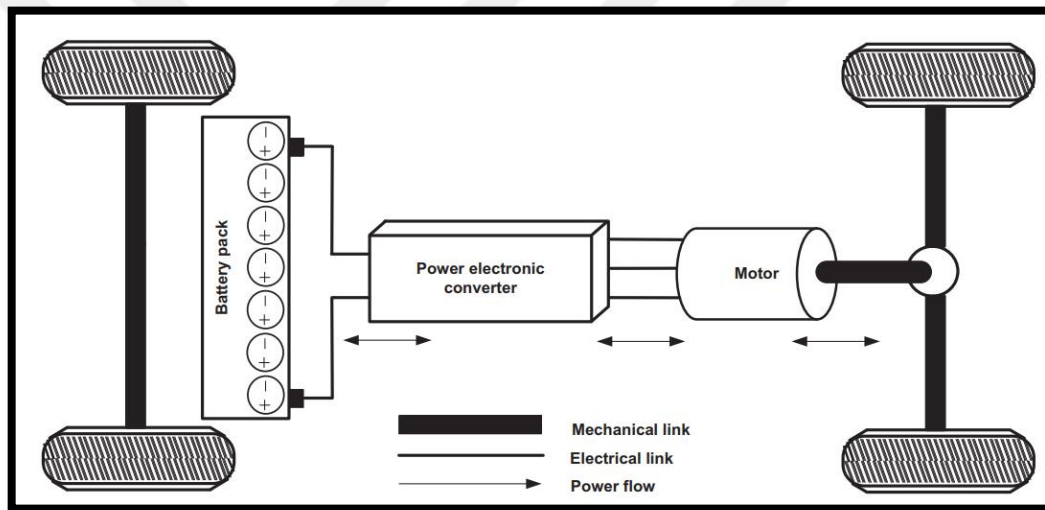 Battery pack
Power electronic
converter
Motor
Mechanical link
Electrical link
Power flow